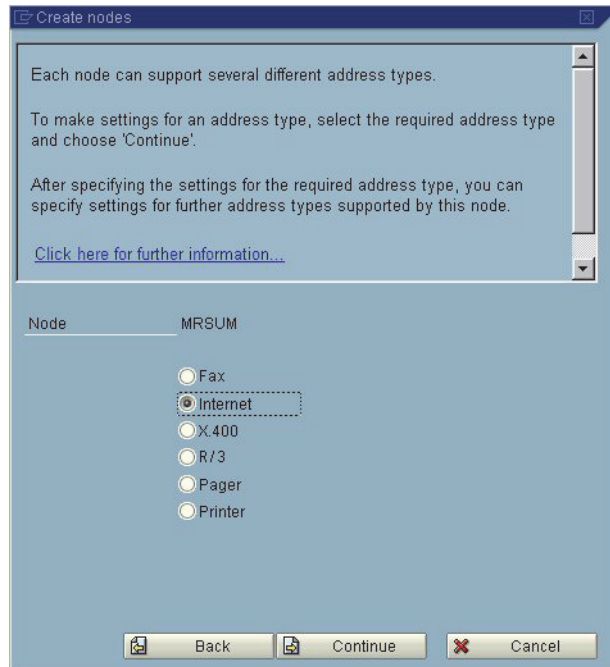 Create nodes
Each node can support several different address types.
To make settings for an address type, select the required address type
and choose 'Continue'.
After specifying the settings for the required address type, you can
specify settings for further address types supported by this node.
Click here for further information...
Node MRSUM
Fax
Internet
X.400
R/3
Pager
Printer
Back Continue Cancel